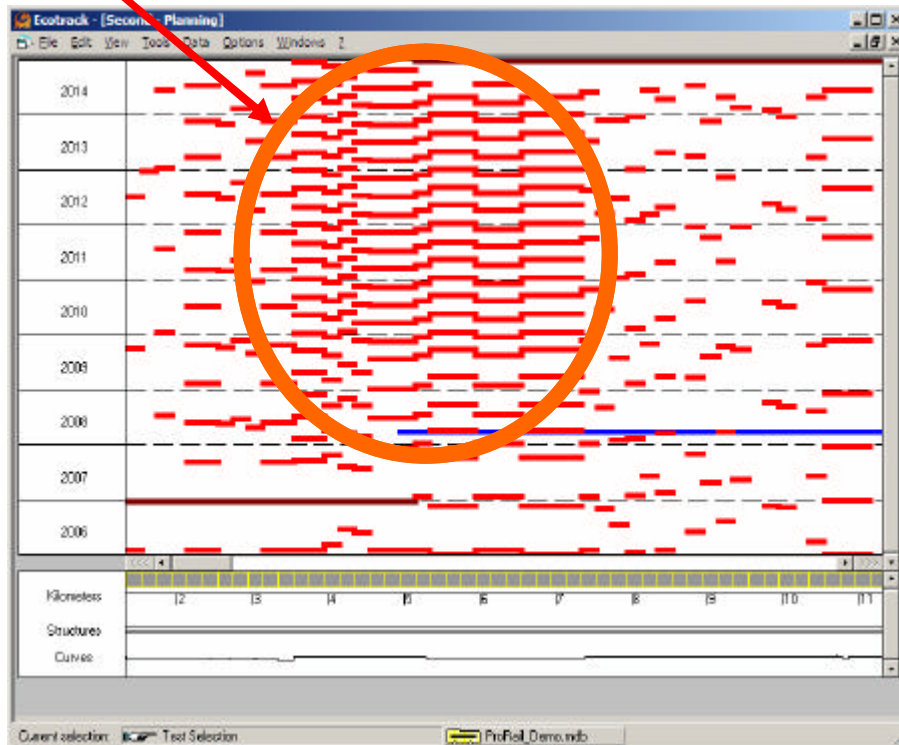 Ecotrack - [Second - Planning]
File Edit View Tools Data Options Windows ?
2014
2013
2012
2011
2010
2009
2008
2007
2006
Kilometers |2 |3 |4 |5 |6 |7 |8 |9 |10 |11
Structures
Curves
Current selection: Test Selection ProRail_Demo.mdb